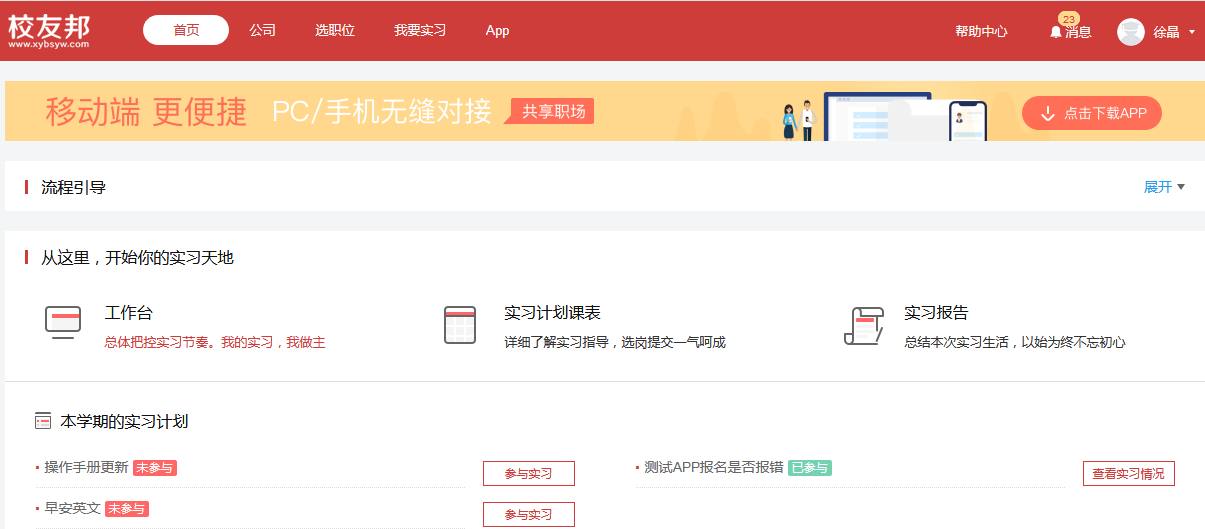 校友邦
www.xybsyw.com
首页 公司 选职位 我要实习 App 帮助中心 23 消息 徐晶
移动端 更便捷 PC/手机无缝对接 共享职场 点击下载APP
流程引导 展开
从这里，开始你的实习天地
工作台 实习计划课表 实习报告
总体把控实习节奏。我的实习，我做主 详细了解实习指导，选岗提交一气呵成 总结本次实习生活，以始为终不忘初心
本学期的实习计划
操作手册更新 未参与 参与实习 测试APP报名是否报错 已参与 查看实习情况
早安英文 未参与 参与实习